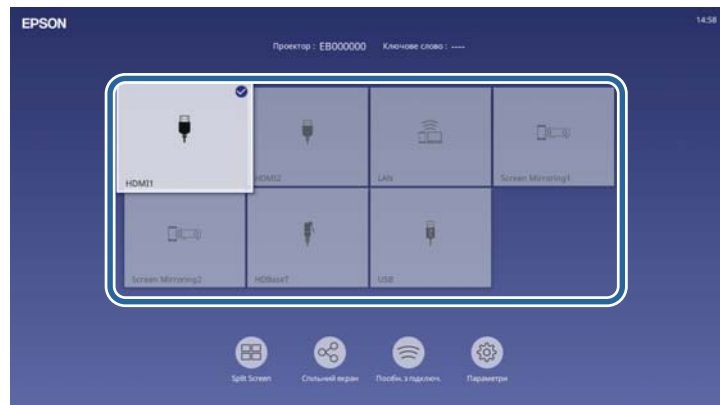 EPSON
14:58
Проектор : EB000000 Ключове слово : ----
HDMI1
HDMI2
LAN
Screen Mirroring1
Screen Mirroring2
HDBaseT
USB
Split Screen
Спільний екран
Посібн. з підключ.
Параметри